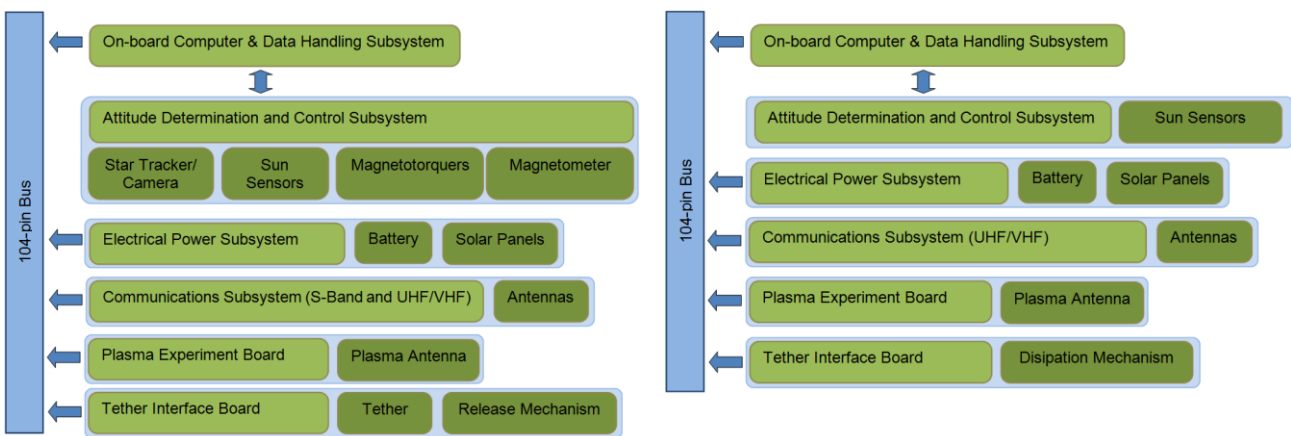 104-pin Bus
On-board Computer & Data Handling Subsystem
Attitude Determination and Control Subsystem
Star Tracker/
Camera
Sun
Sensors
Magnetotorquers
Magnetometer
Electrical Power Subsystem
Battery
Solar Panels
Communications Subsystem (S-Band and UHF/VHF)
Antennas
Plasma Experiment Board
Plasma Antenna
Tether Interface Board
Tether
Release Mechanism
104-pin Bus
On-board Computer & Data Handling Subsystem
Attitude Determination and Control Subsystem
Sun Sensors
Electrical Power Subsystem
Battery
Solar Panels
Communications Subsystem (UHF/VHF)
Antennas
Plasma Experiment Board
Plasma Antenna
Tether Interface Board
Disipation Mechanism